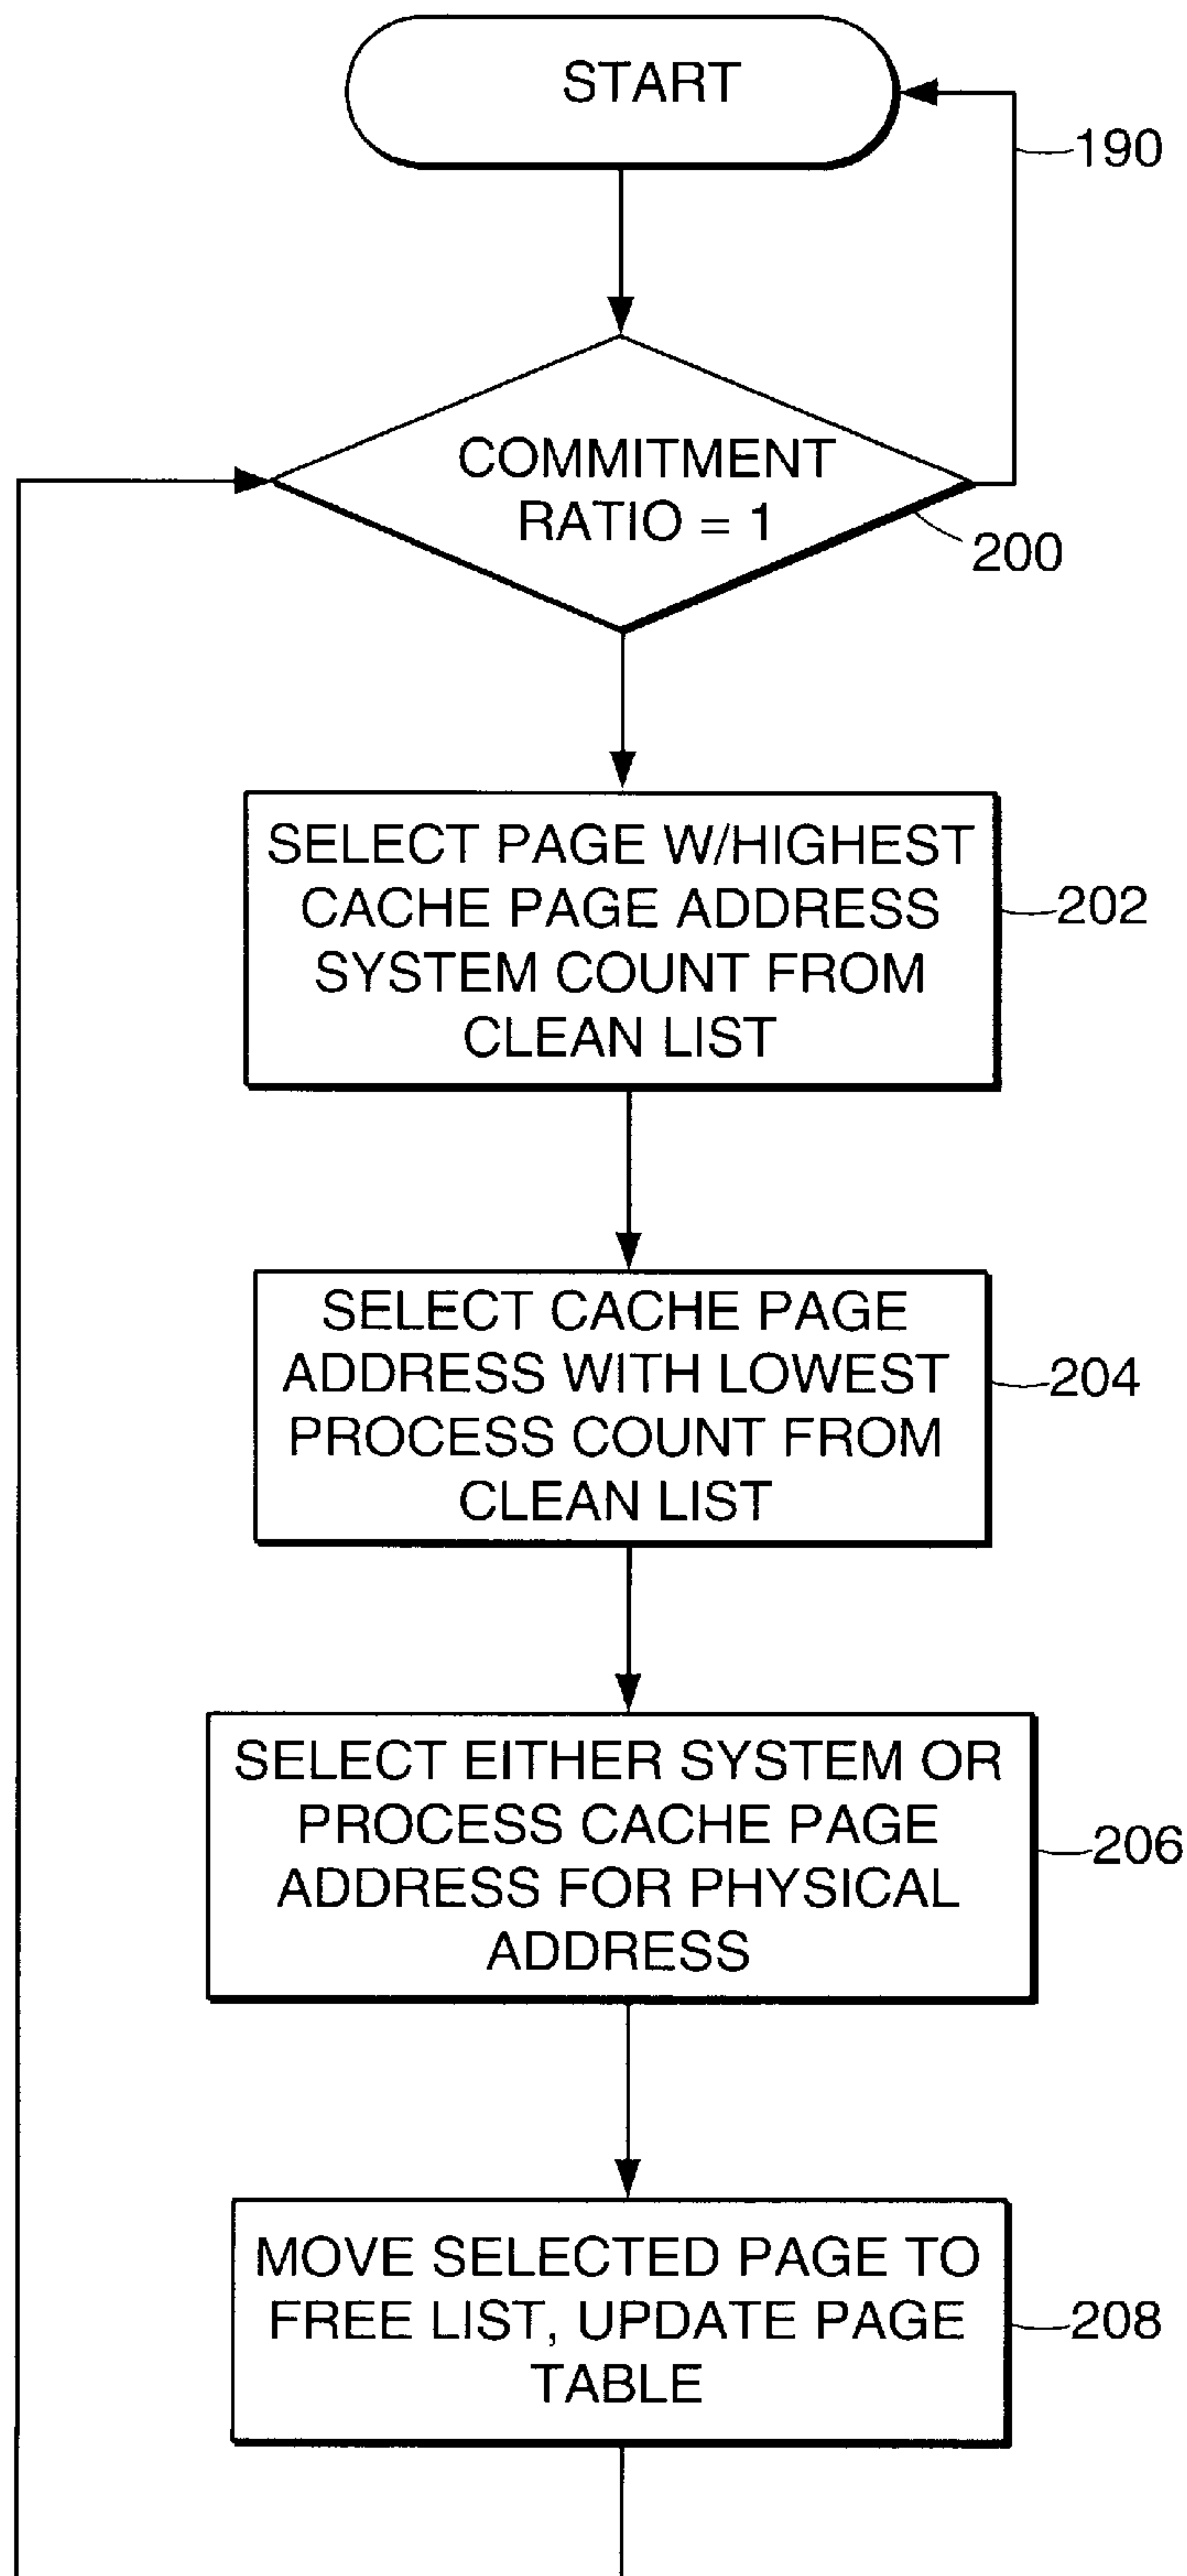 START
190
COMMITMENT
RATIO = 1
200
SELECT PAGE W/HIGHEST
CACHE PAGE ADDRESS
SYSTEM COUNT FROM
CLEAN LIST
202
SELECT CACHE PAGE
ADDRESS WITH LOWEST
PROCESS COUNT FROM
CLEAN LIST
204
SELECT EITHER SYSTEM OR
PROCESS CACHE PAGE
ADDRESS FOR PHYSICAL
ADDRESS
206
MOVE SELECTED PAGE TO
FREE LIST, UPDATE PAGE
TABLE
208